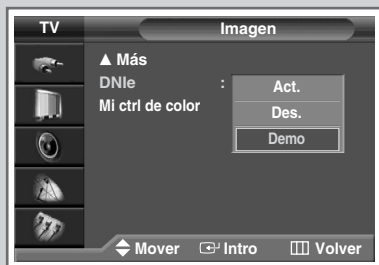 TV Imagen
▲ Más
DNIe : Act.
Mi ctrl de color Des.
Demo
Mover Intro Volver